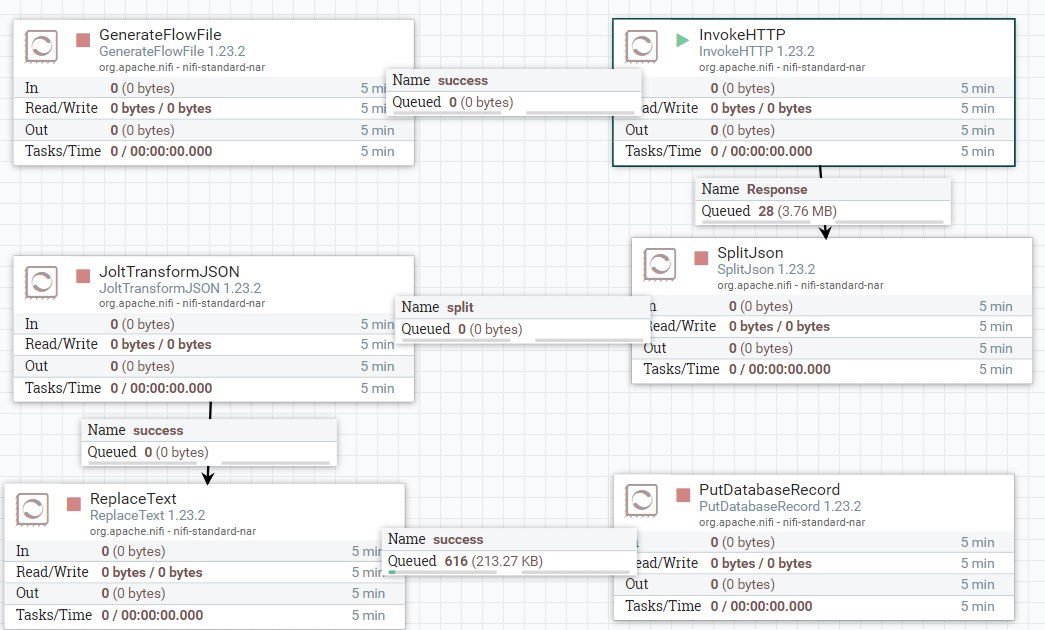 GenerateFlowFile
GenerateFlowFile 1.23.2
org.apache.nifi - nifi-standard-nar
In 0 (0 bytes) 5 min
Read/Write 0 bytes / 0 bytes 5 min
Out 0 (0 bytes) 5 min
Tasks/Time 0 / 00:00:00.000 5 min
Name success
Queued 0 (0 bytes)
InvokeHTTP
InvokeHTTP 1.23.2
org.apache.nifi - nifi-standard-nar
0 (0 bytes) 5 min
ead/Write 0 bytes / 0 bytes 5 min
Out 0 (0 bytes) 5 min
Tasks/Time 0 / 00:00:00.000 5 min
Name Response
Queued 28 (3.76 MB)
SplitJson
SplitJson 1.23.2
org.apache.nifi - nifi-standard-nar
n 0 (0 bytes) 5 min
Read/Write 0 bytes / 0 bytes 5 min
Out 0 (0 bytes) 5 min
Tasks/Time 0 / 00:00:00.000 5 min
Name split
Queued 0 (0 bytes)
JoltTransformJSON
JoltTransformJSON 1.23.2
org.apache.nifi - nifi-standard-nar
In 0 (0 bytes) 5 min
Read/Write 0 bytes / 0 bytes 5 min
Out 0 (0 bytes) 5 min
Tasks/Time 0 / 00:00:00.000 5 min
Name success
Queued 0 (0 bytes)
ReplaceText
ReplaceText 1.23.2
org.apache.nifi - nifi-standard-nar
In 0 (0 bytes) 5 min
Read/Write 0 bytes / 0 bytes 5 min
Out 0 (0 bytes) 5 min
Tasks/Time 0 / 00:00:00.000 5 min
Name success
Queued 616 (213.27 KB)
PutDatabaseRecord
PutDatabaseRecord 1.23.2
org.apache.nifi - nifi-standard-nar
0 (0 bytes) 5 min
Read/Write 0 bytes / 0 bytes 5 min
Out 0 (0 bytes) 5 min
Tasks/Time 0 / 00:00:00.000 5 min